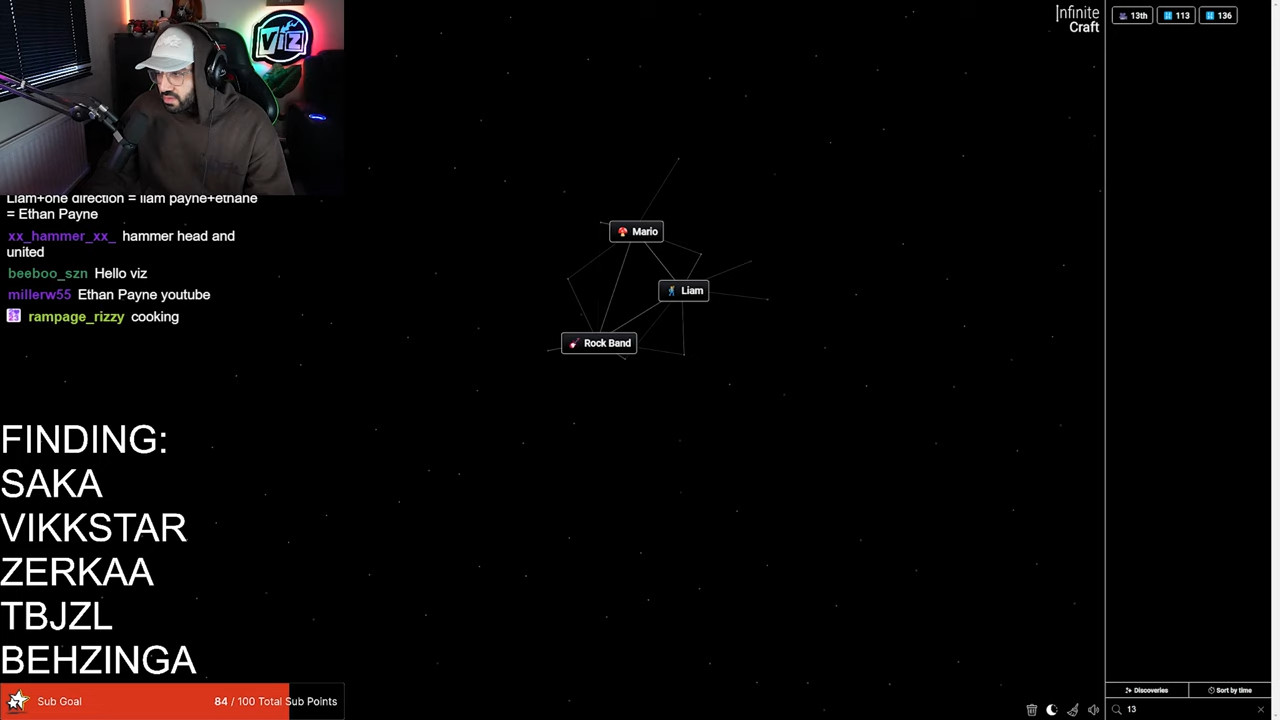 VIZ
Infinite
Craft
13th
113
136
Liam+one direction = liam payne+ethane
= Ethan Payne
xx_hammer_xx_ hammer head and
united
beeboo_szn Hello viz
millerw55 Ethan Payne youtube
rampage_rizzy cooking
Mario
Liam
Rock Band
FINDING:
SAKA
VIKKSTAR
ZERKAA
TBJZL
BEHZINGA
Sub Goal 84 / 100 Total Sub Points
Discoveries
Sort by time
13